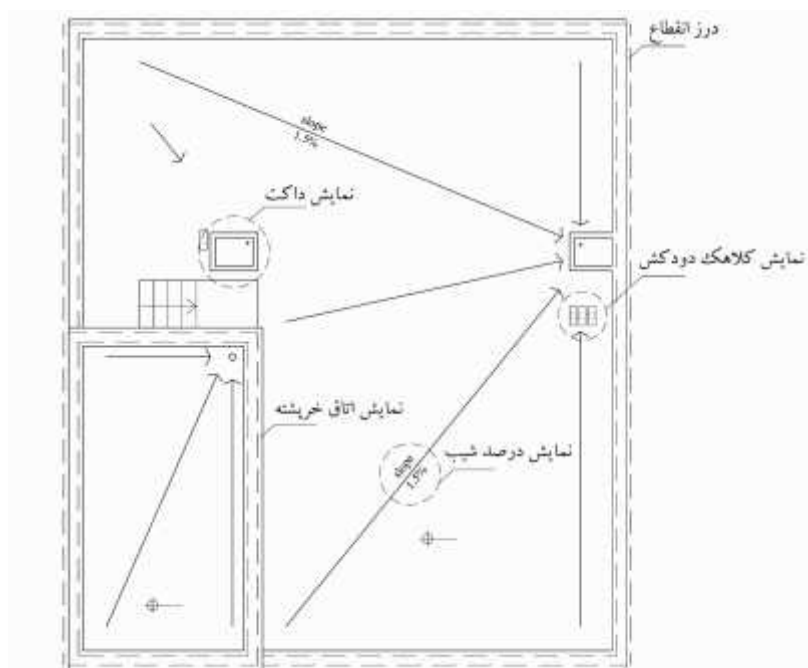 درز انقطاع
slope
1.5%
نمایش داکت
نمایش کلاهک دودکش
نمایش اتاق خرپشته
نمایش درصد شیب
slope
1.5%